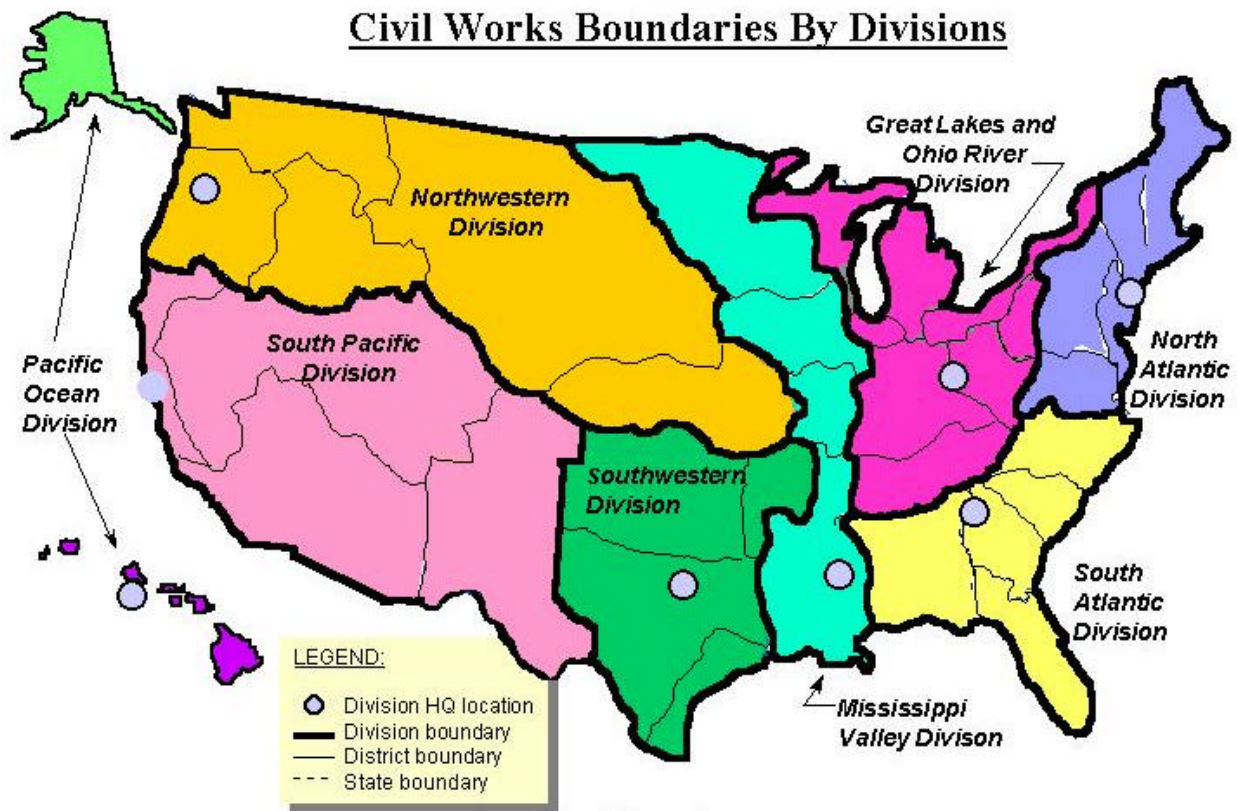 Civil Works Boundaries By Divisions
Great Lakes and
Ohio River
Division
Northwestern
Division
South Pacific
Division
Pacific
Ocean
Division
North
Atlantic
Division
Southwestern
Division
South
Atlantic
Division
Mississippi
Valley Divison
LEGEND:
Division HQ location
Division boundary
District boundary
State boundary